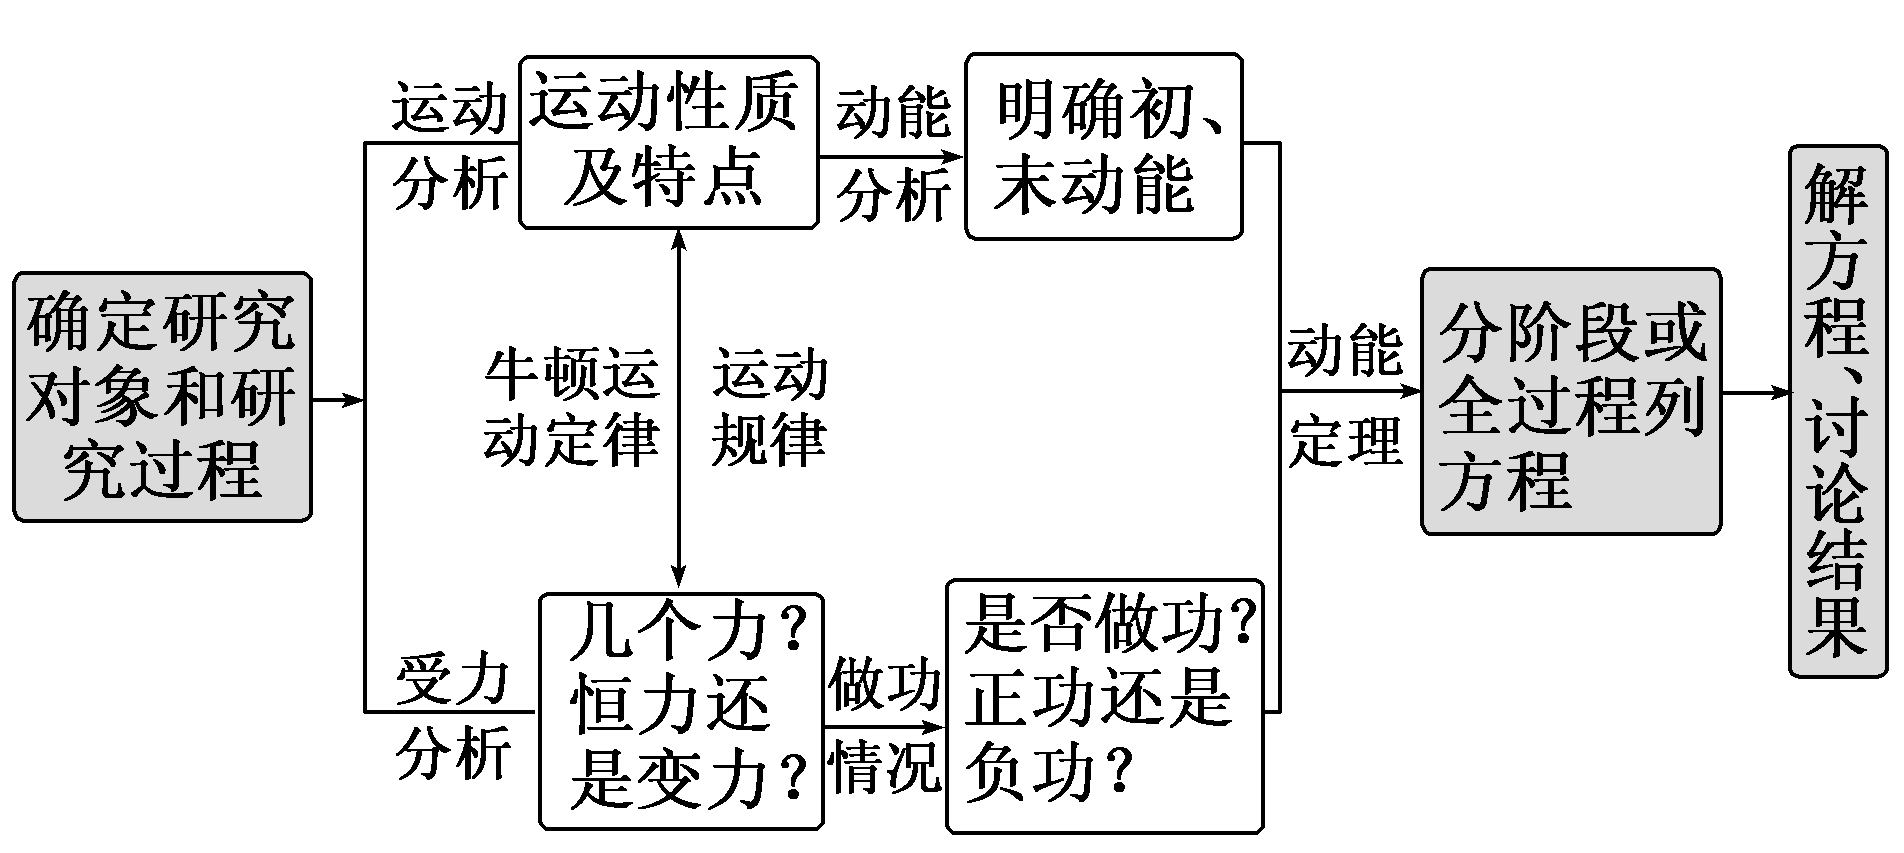 确定研究
对象和研
究过程
运动
分析
运动性质
及特点
动能
分析
明确初、
末动能
牛顿运
动定律
运动
规律
受力
分析
几个力？
恒力还
是变力？
做功
情况
是否做功？
正功还是
负功？
动能
定理
分阶段或
全过程列
方程
解方程、讨论结果